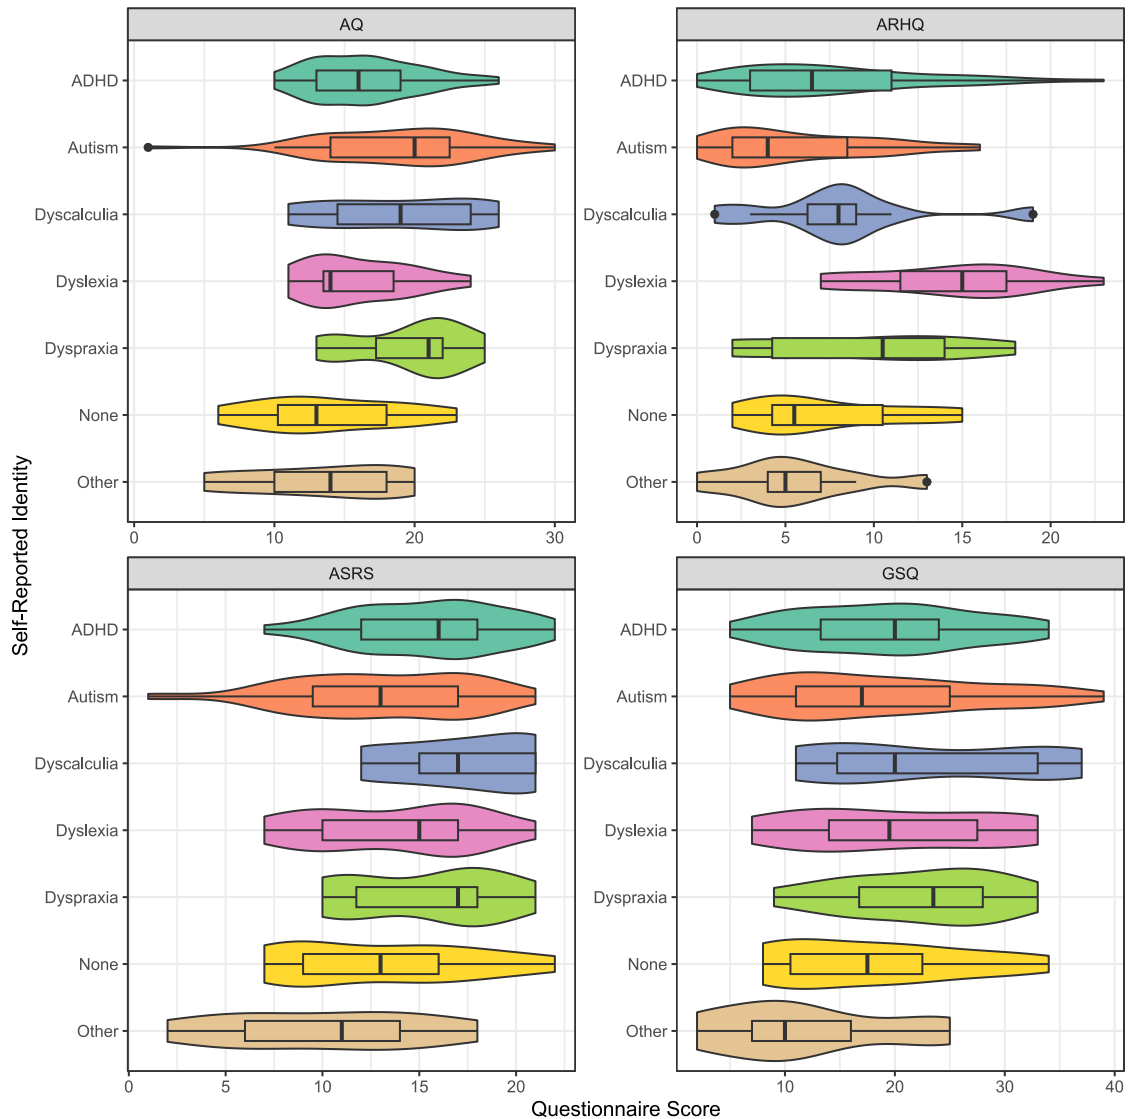 AQ
ARHQ
ADHD
Autism
Dyscalculia
Dyslexia
Dyspraxia
None
Other
0
10
20
30
ADHD
Autism
Dyscalculia
Dyslexia
Dyspraxia
None
Other
0
5
10
15
20
Self-Reported Identity
ASRS
GSQ
ADHD
Autism
Dyscalculia
Dyslexia
Dyspraxia
None
Other
0
5
10
15
20
ADHD
Autism
Dyscalculia
Dyslexia
Dyspraxia
None
Other
10
20
30
40
Questionnaire Score